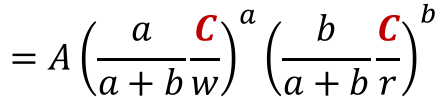 = A ( a / (a + b) C / w )^a ( b / (a + b) C / r )^b